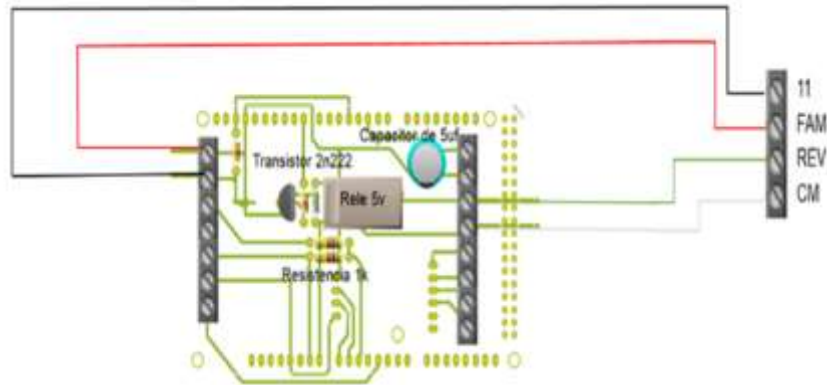 11
FAM
REV
CM
Capacitor de 5uf
Transistor 2n222
Rele 5v
Resistencia 1k